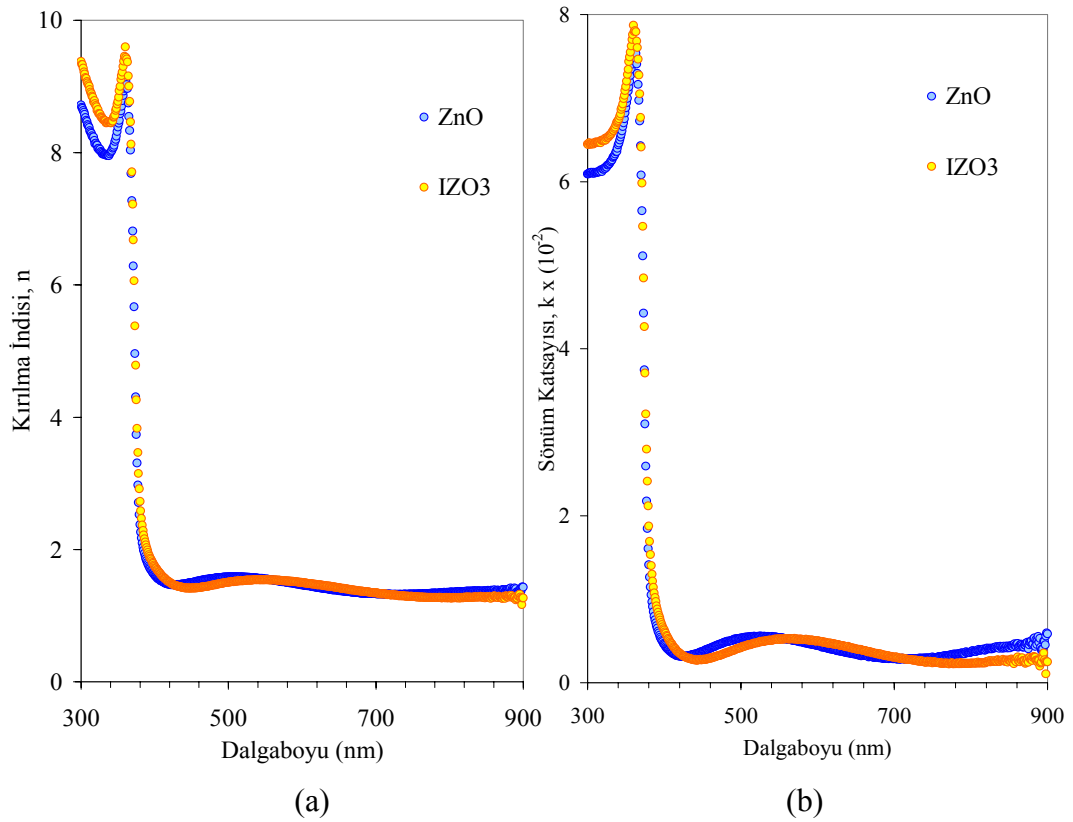 10
8
6
4
2
0
300
500
700
900
Kırılma İndisi, n
Dalgaboyu (nm)
ZnO
IZO3
(a)
8
6
4
2
0
300
500
700
900
Sönüm Katsayısı, k x (10⁻²)
Dalgaboyu (nm)
ZnO
IZO3
(b)